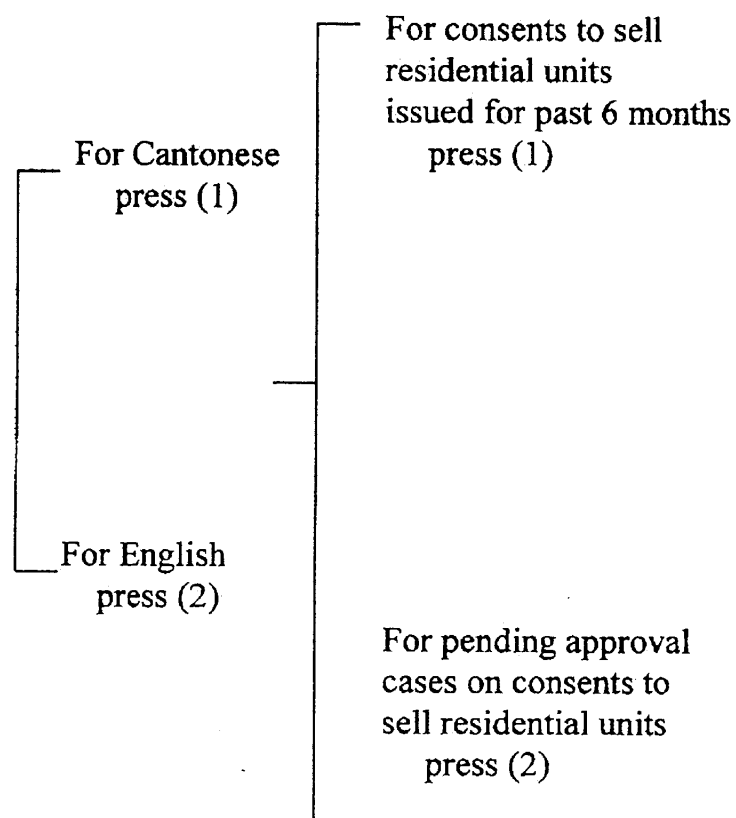 For Cantonese
press (1)
For English
press (2)
For consents to sell
residential units
issued for past 6 months
press (1)
For pending approval
cases on consents to
sell residential units
press (2)